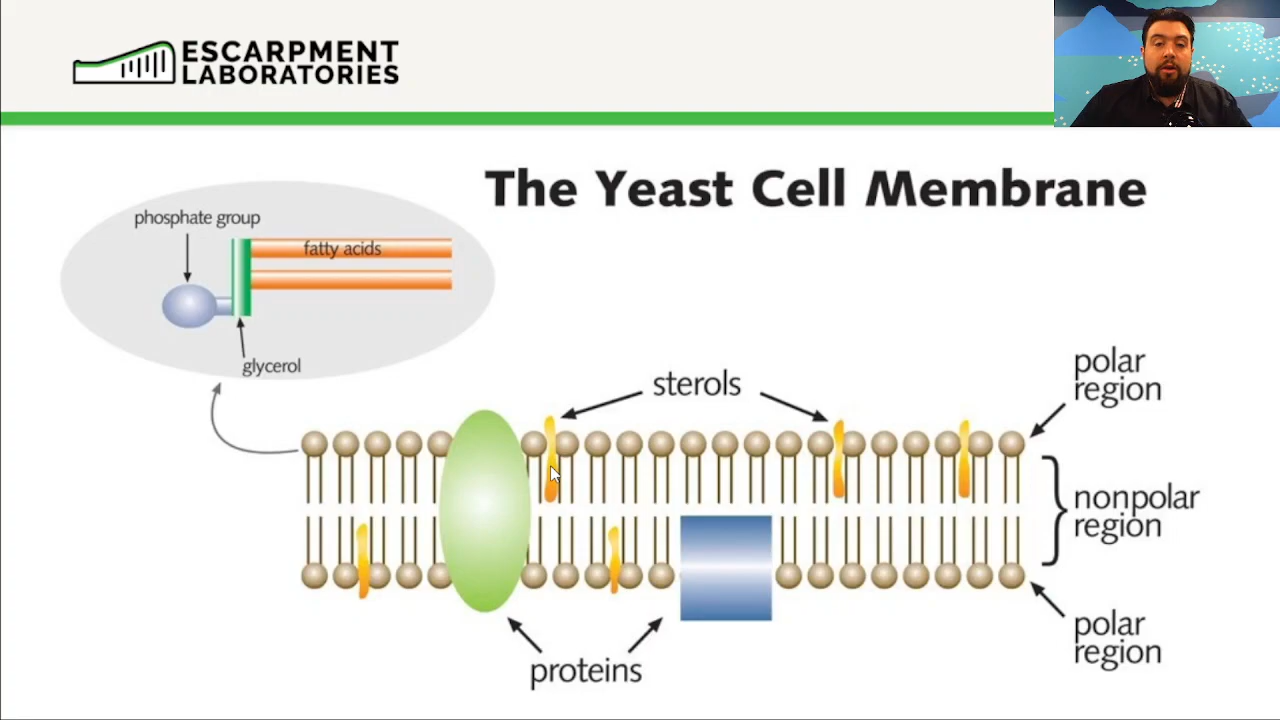 ESCARPMENT
LABORATORIES
The Yeast Cell Membrane
phosphate group
fatty acids
glycerol
sterols
polar
region
nonpolar
region
polar
region
proteins